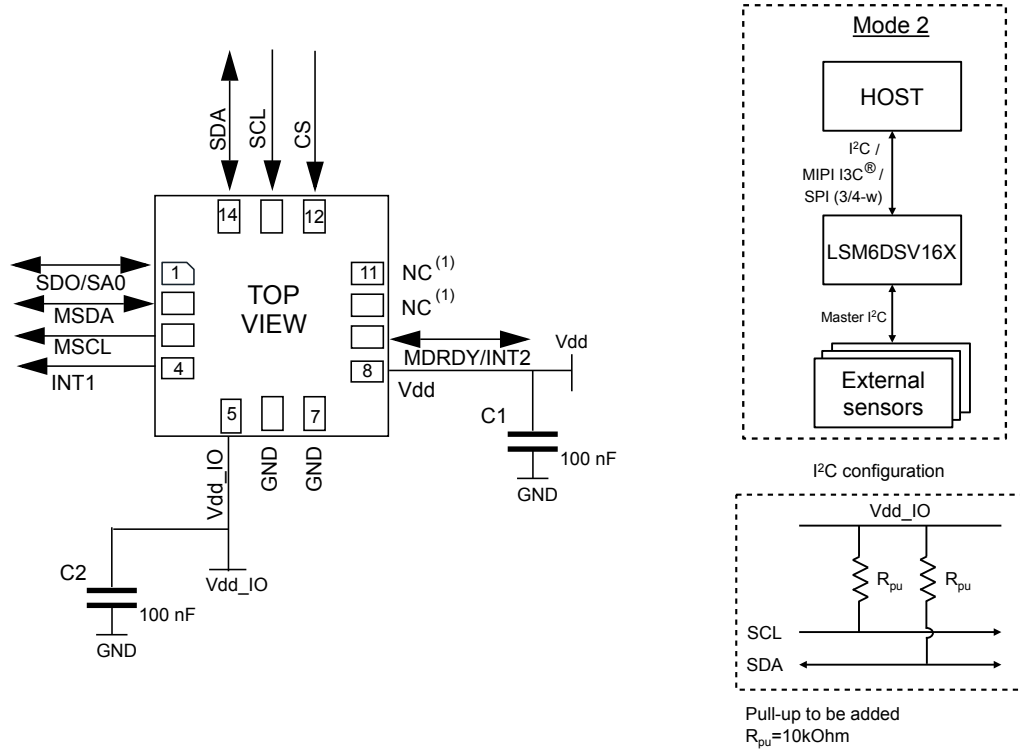 SDA
SCL
CS
14
12
1
11
NC(1)
SDO/SA0
MSDA
MSCL
4
INT1
TOP
VIEW
NC(1)
MDRDY/INT2
8
Vdd
Vdd
5
7
Vdd_IO
GND
GND
C1
100 nF
GND
C2
100 nF
GND
Vdd_IO
Mode 2
HOST
I²C /
MIPI I3C® /
SPI (3/4-w)
LSM6DSV16X
Master I²C
External
sensors
I²C configuration
Vdd_IO
Rpu
Rpu
SCL
SDA
Pull-up to be added
Rpu=10kOhm